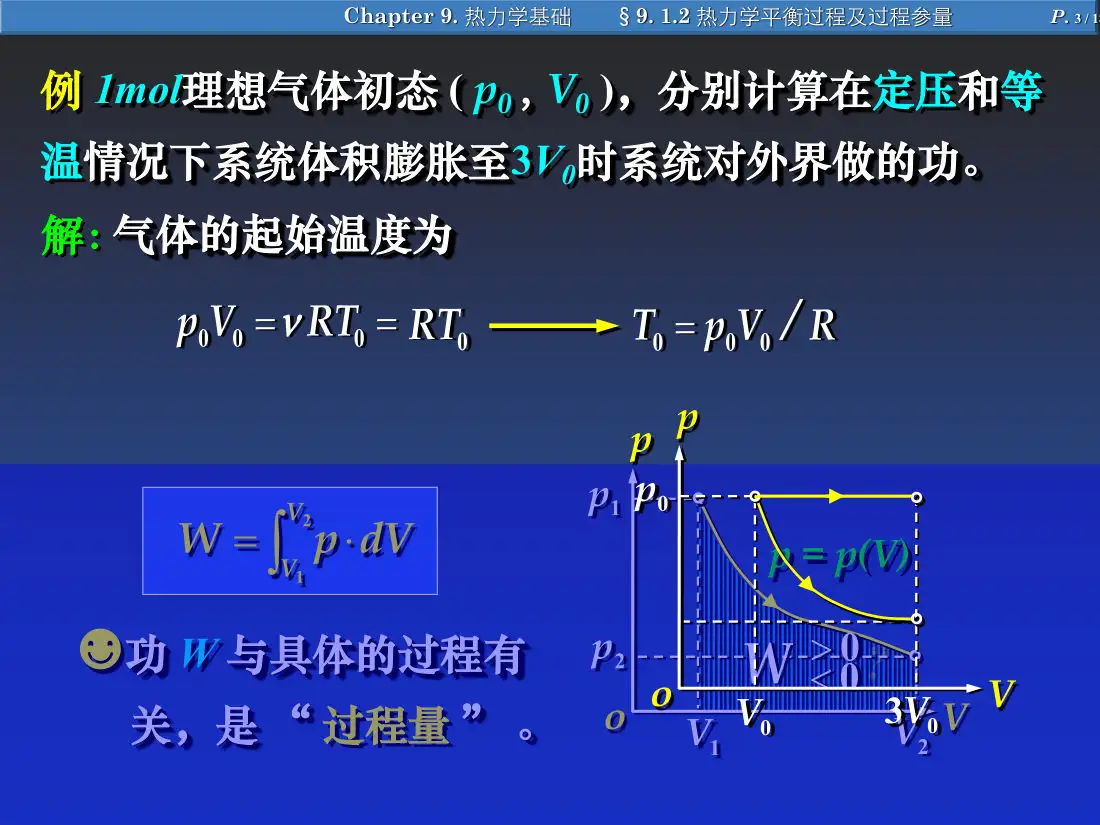 Chapter 9. 热力学基础 §9. 1.2 热力学平衡过程及过程参量 P. 3 / 1
例 1mol理想气体初态 ( p₀ , V₀ )，分别计算在定压和等
温情况下系统体积膨胀至3V₀时系统对外界做的功。
解: 气体的起始温度为
p₀V₀ = ν RT₀ = RT₀ → T₀ = p₀V₀ / R
p
p
p₁ p₀
W = ∫_{V₁}^{V₂} p · dV
p = p(V)
功 W 与具体的过程有
关，是 “ 过程量 ” 。
p₂
W > 0
< 0
o V
o V₀ 3V₀ V
V₁ V₂